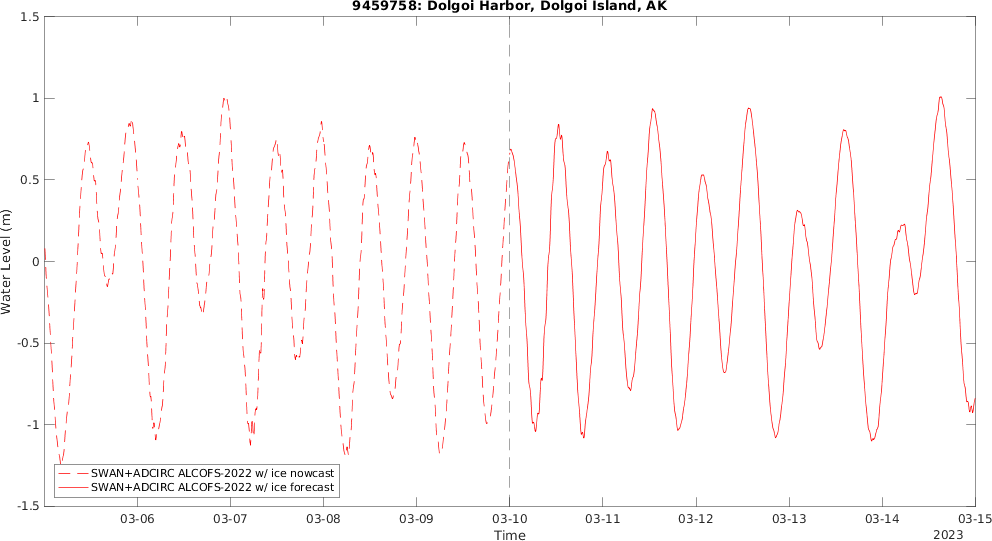 9459758: Dolgoi Harbor, Dolgoi Island, AK
1.5
1
0.5
0
-0.5
-1
-1.5
Water Level (m)
SWAN+ADCIRC ALCOFS-2022 w/ ice nowcast
SWAN+ADCIRC ALCOFS-2022 w/ ice forecast
03-06 03-07 03-08 03-09 03-10 03-11 03-12 03-13 03-14 03-15
Time
2023